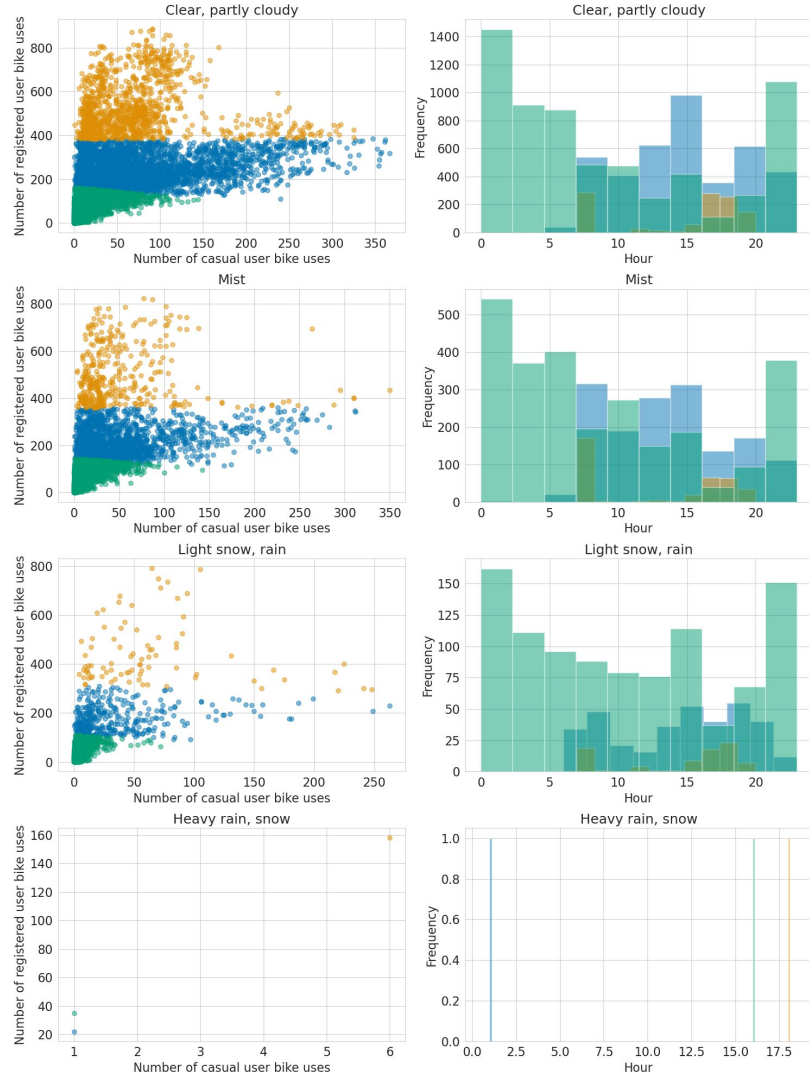 Clear, partly cloudy
Number of registered user bike uses
800
600
400
200
0
0 50 100 150 200 250 300 350
Number of casual user bike uses
Clear, partly cloudy
Frequency
1400
1200
1000
800
600
400
200
0
0 5 10 15 20
Hour
Mist
Number of registered user bike uses
800
600
400
200
0
0 50 100 150 200 250 300 350
Number of casual user bike uses
Mist
Frequency
500
400
300
200
100
0
0 5 10 15 20
Hour
Light snow, rain
Number of registered user bike uses
800
600
400
200
0
0 50 100 150 200 250
Number of casual user bike uses
Light snow, rain
Frequency
150
125
100
75
50
25
0
0 5 10 15 20
Hour
Heavy rain, snow
Number of registered user bike uses
160
140
120
100
80
60
40
20
1 2 3 4 5 6
Number of casual user bike uses
Heavy rain, snow
Frequency
1.0
0.8
0.6
0.4
0.2
0.0
0.0 2.5 5.0 7.5 10.0 12.5 15.0 17.5
Hour